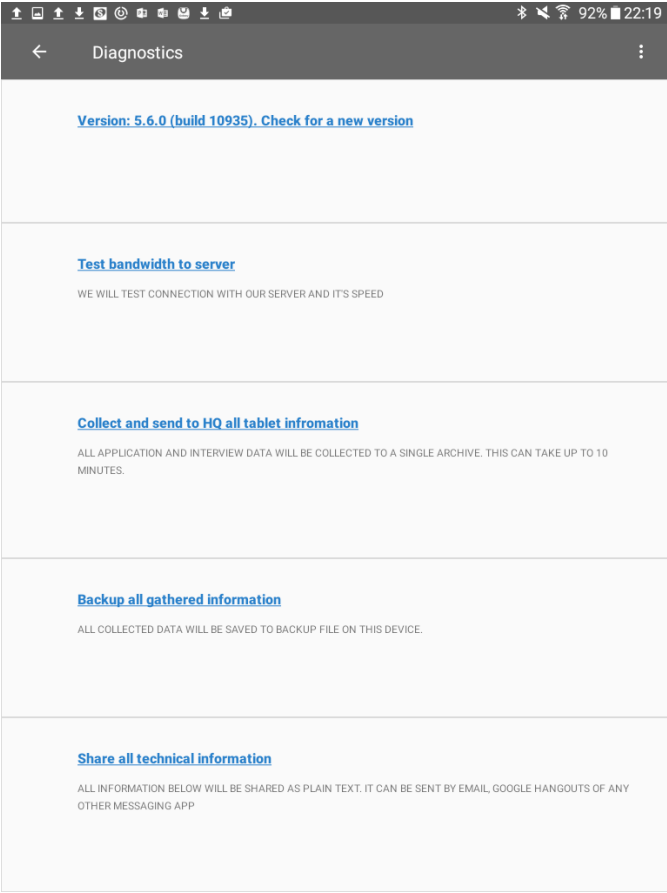 92% 22:19
Diagnostics
Version: 5.6.0 (build 10935). Check for a new version
Test bandwidth to server
WE WILL TEST CONNECTION WITH OUR SERVER AND IT'S SPEED
Collect and send to HQ all tablet infromation
ALL APPLICATION AND INTERVIEW DATA WILL BE COLLECTED TO A SINGLE ARCHIVE. THIS CAN TAKE UP TO 10
MINUTES.
Backup all gathered information
ALL COLLECTED DATA WILL BE SAVED TO BACKUP FILE ON THIS DEVICE.
Share all technical information
ALL INFORMATION BELOW WILL BE SHARED AS PLAIN TEXT. IT CAN BE SENT BY EMAIL, GOOGLE HANGOUTS OF ANY
OTHER MESSAGING APP